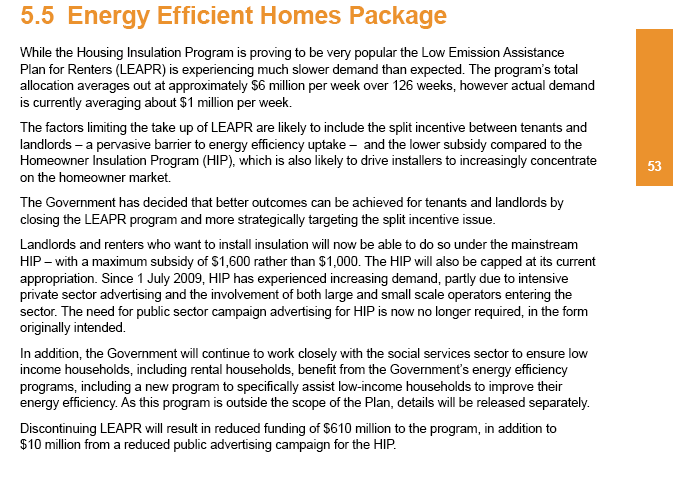 5.5 Energy Efficient Homes Package
While the Housing Insulation Program is proving to be very popular the Low Emission Assistance
Plan for Renters (LEAPR) is experiencing much slower demand than expected. The program's total
allocation averages out at approximately $6 million per week over 126 weeks, however actual demand
is currently averaging about $1 million per week.
The factors limiting the take up of LEAPR are likely to include the split incentive between tenants and
landlords – a pervasive barrier to energy efficiency uptake – and the lower subsidy compared to the
Homeowner Insulation Program (HIP), which is also likely to drive installers to increasingly concentrate
on the homeowner market.
53
The Government has decided that better outcomes can be achieved for tenants and landlords by
closing the LEAPR program and more strategically targeting the split incentive issue.
Landlords and renters who want to install insulation will now be able to do so under the mainstream
HIP – with a maximum subsidy of $1,600 rather than $1,000. The HIP will also be capped at its current
appropriation. Since 1 July 2009, HIP has experienced increasing demand, partly due to intensive
private sector advertising and the involvement of both large and small scale operators entering the
sector. The need for public sector campaign advertising for HIP is now no longer required, in the form
originally intended.
In addition, the Government will continue to work closely with the social services sector to ensure low
income households, including rental households, benefit from the Government's energy efficiency
programs, including a new program to specifically assist low-income households to improve their
energy efficiency. As this program is outside the scope of the Plan, details will be released separately.
Discontinuing LEAPR will result in reduced funding of $610 million to the program, in addition to
$10 million from a reduced public advertising campaign for the HIP.